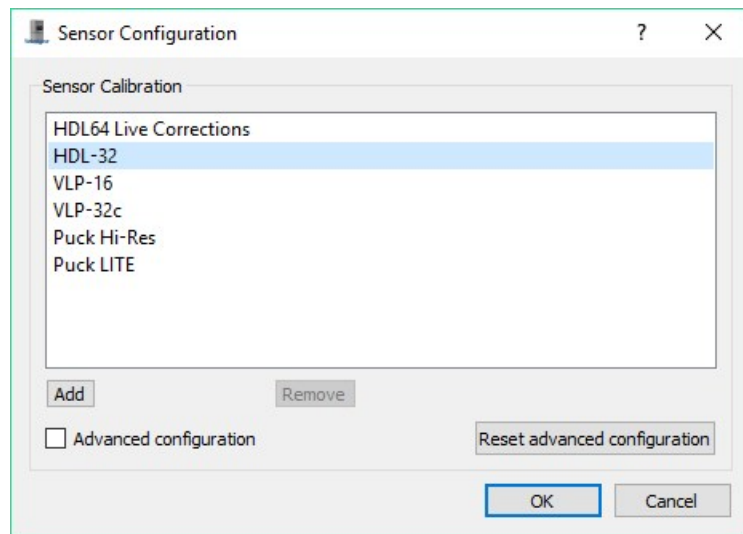 Sensor Configuration
?
Sensor Calibration
HDL64 Live Corrections
HDL-32
VLP-16
VLP-32c
Puck Hi-Res
Puck LITE
Add
Remove
Advanced configuration
Reset advanced configuration
OK
Cancel